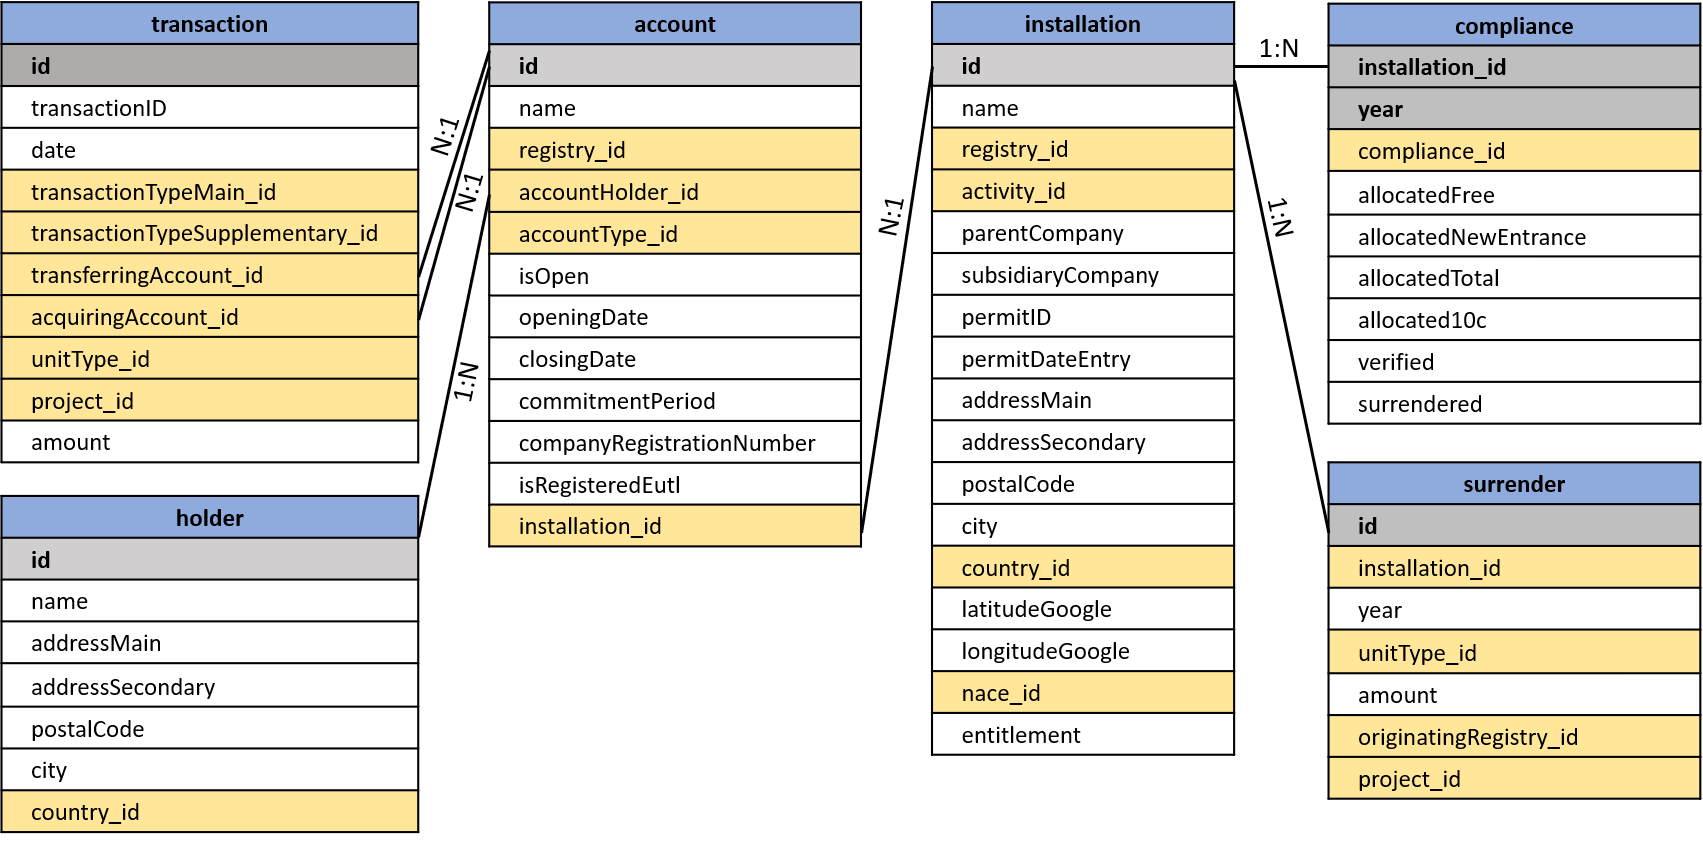 transaction
id
transactionID
date
transactionTypeMain_id
transactionTypeSupplementary_id
transferringAccount_id
acquiringAccount_id
unitType_id
project_id
amount
holder
id
name
addressMain
addressSecondary
postalCode
city
country_id
N:1
N:1
1:N
account
id
name
registry_id
accountHolder_id
accountType_id
isOpen
openingDate
closingDate
commitmentPeriod
companyRegistrationNumber
isRegisteredEutl
installation_id
N:1
installation
id
name
registry_id
activity_id
parentCompany
subsidiaryCompany
permitID
permitDateEntry
addressMain
addressSecondary
postalCode
city
country_id
latitudeGoogle
longitudeGoogle
nace_id
entitlement
1:N
1:N
compliance
installation_id
year
compliance_id
allocatedFree
allocatedNewEntrance
allocatedTotal
allocated10c
verified
surrendered
surrender
id
installation_id
year
unitType_id
amount
originatingRegistry_id
project_id